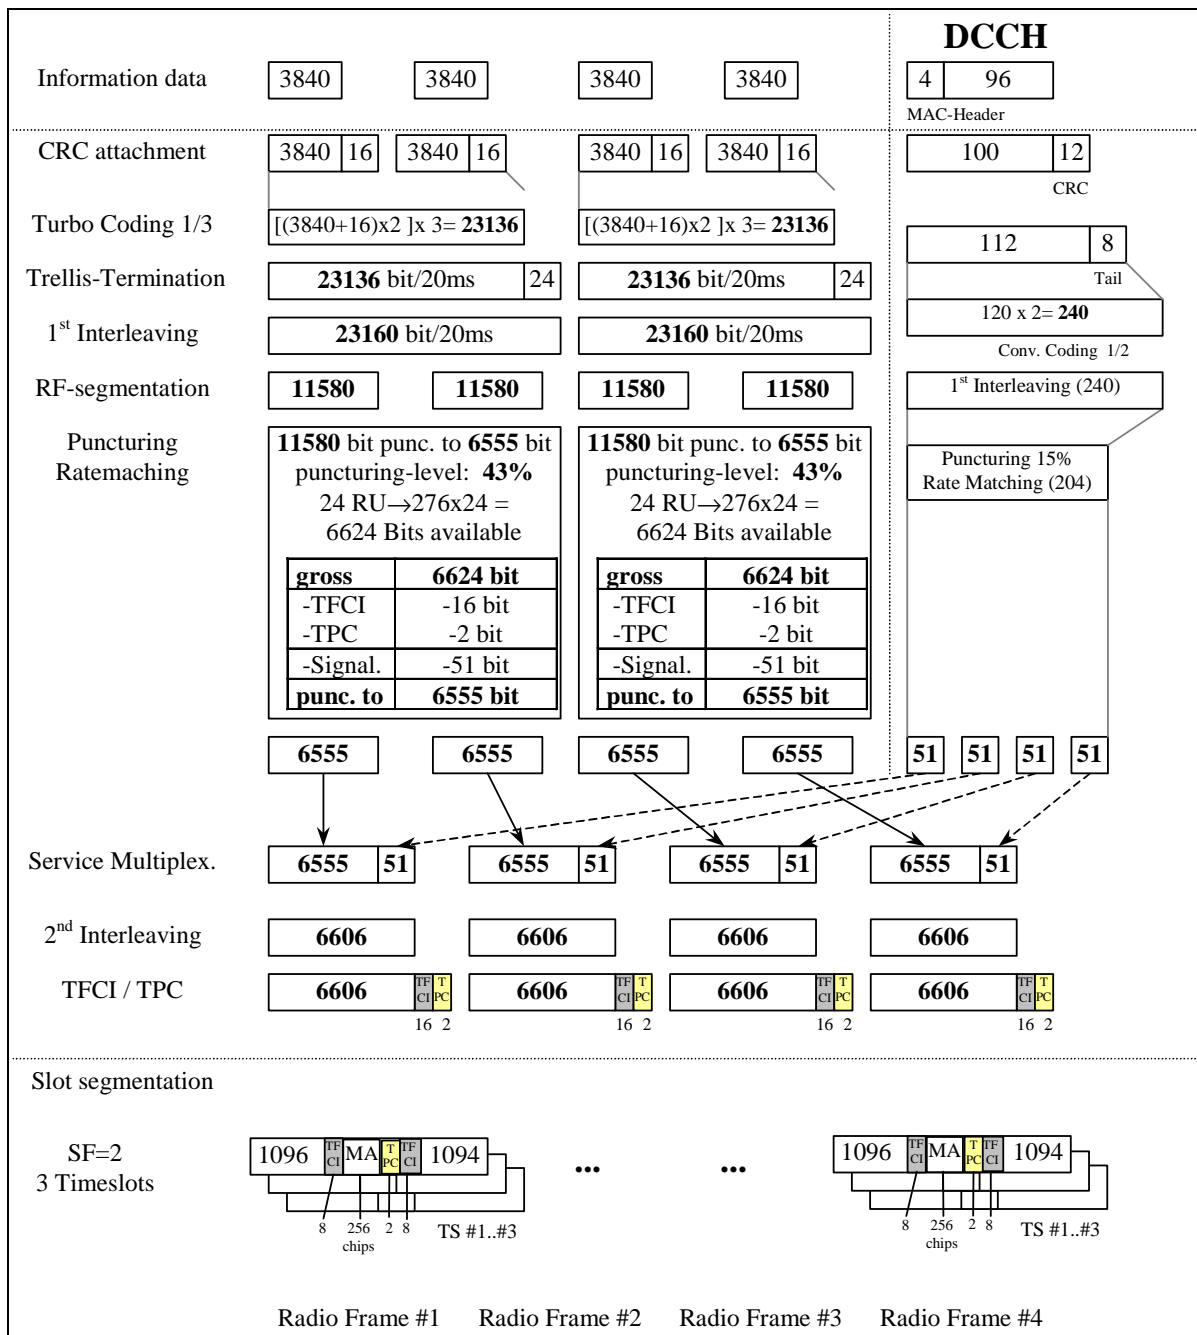 DCCH
Information data 3840 3840 3840 3840 4 96
MAC-Header
CRC attachment 3840 16 3840 16 3840 16 3840 16 100 12
CRC
Turbo Coding 1/3 [(3840+16)x2 ]x 3= 23136 [(3840+16)x2 ]x 3= 23136
112 8
Trellis-Termination 23136 bit/20ms 24 23136 bit/20ms 24
Tail
120 x 2= 240
1st Interleaving 23160 bit/20ms 23160 bit/20ms
Conv. Coding 1/2
RF-segmentation 11580 11580 11580 11580 1st Interleaving (240)
Puncturing
Ratemaching
11580 bit punc. to 6555 bit
puncturing-level: 43%
24 RU→276x24 =
6624 Bits available
gross 6624 bit
-TFCI -16 bit
-TPC -2 bit
-Signal. -51 bit
punc. to 6555 bit
11580 bit punc. to 6555 bit
puncturing-level: 43%
24 RU→276x24 =
6624 Bits available
gross 6624 bit
-TFCI -16 bit
-TPC -2 bit
-Signal. -51 bit
punc. to 6555 bit
Puncturing 15%
Rate Matching (204)
6555 6555 6555 6555 51 51 51 51
Service Multiplex. 6555 51 6555 51 6555 51 6555 51
2nd Interleaving 6606 6606 6606 6606
TFCI / TPC 6606 TF CI T PC 6606 TF CI T PC 6606 TF CI T PC 6606 TF CI T PC
16 2 16 2 16 2 16 2
Slot segmentation
SF=2
3 Timeslots
1096 TF CI MA T PC TF CI 1094 ... ... 1096 TF CI MA T PC TF CI 1094
8 256 2 8 TS #1..#3 8 256 2 8 TS #1..#3
chips chips
Radio Frame #1 Radio Frame #2 Radio Frame #3 Radio Frame #4